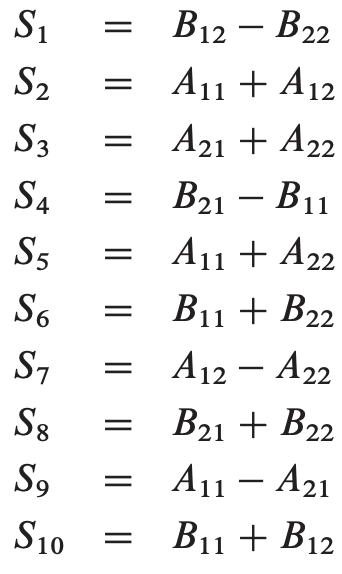 S₁ = B₁₂ − B₂₂
S₂ = A₁₁ + A₁₂
S₃ = A₂₁ + A₂₂
S₄ = B₂₁ − B₁₁
S₅ = A₁₁ + A₂₂
S₆ = B₁₁ + B₂₂
S₇ = A₁₂ − A₂₂
S₈ = B₂₁ + B₂₂
S₉ = A₁₁ − A₂₁
S₁₀ = B₁₁ + B₁₂